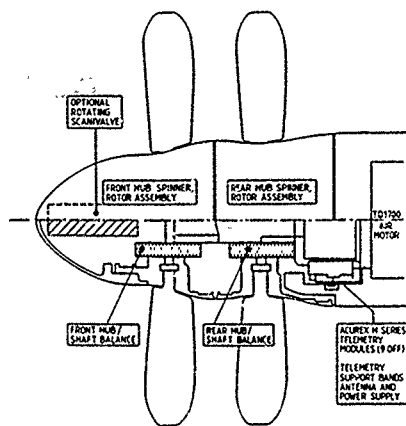 OPTIONAL
ROTATING
SCANIVALVE
FRONT HUB SPINNER,
ROTOR ASSEMBLY
REAR HUB SPINNER,
ROTOR ASSEMBLY
TD1700
AIR
MOTOR
FRONT HUB/
SHAFT BALANCE
REAR HUB/
SHAFT BALANCE
ACUREX H SERIES
TELEMETRY
MODULES (9 OFF)
TELEMETRY
SUPPORT BANDS
ANTENNA AND
POWER SUPPLY